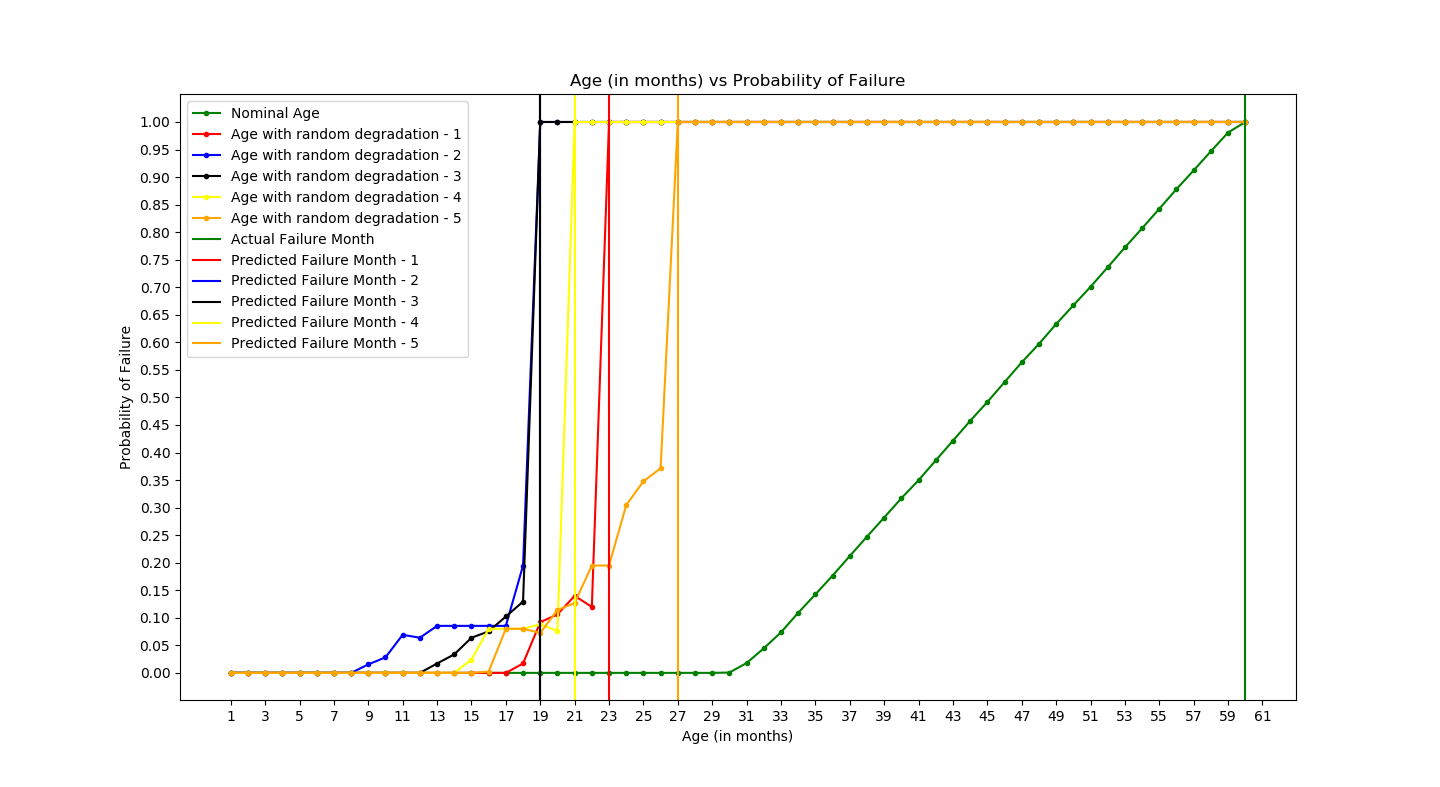 Age (in months) vs Probability of Failure
Nominal Age
Age with random degradation - 1
Age with random degradation - 2
Age with random degradation - 3
Age with random degradation - 4
Age with random degradation - 5
Actual Failure Month
Predicted Failure Month - 1
Predicted Failure Month - 2
Predicted Failure Month - 3
Predicted Failure Month - 4
Predicted Failure Month - 5
Probability of Failure
1.00
0.95
0.90
0.85
0.80
0.75
0.70
0.65
0.60
0.55
0.50
0.45
0.40
0.35
0.30
0.25
0.20
0.15
0.10
0.05
0.00
1 3 5 7 9 11 13 15 17 19 21 23 25 27 29 31 33 35 37 39 41 43 45 47 49 51 53 55 57 59 61
Age (in months)